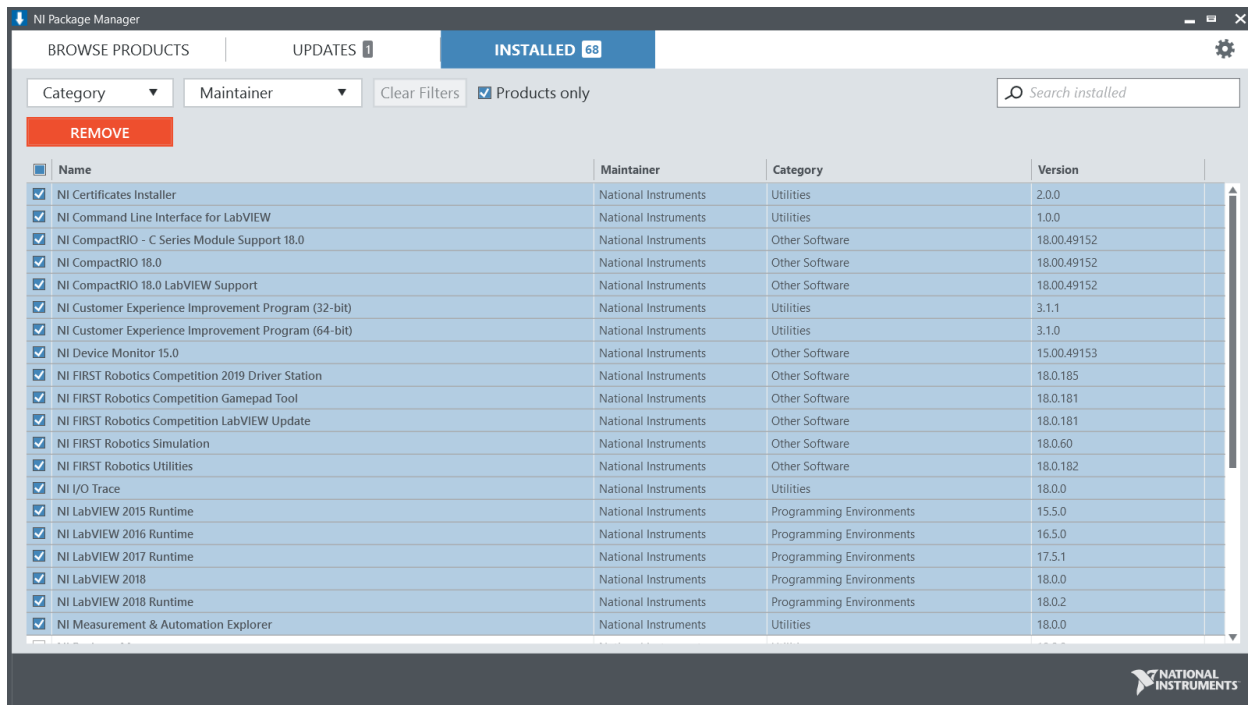 NI Package Manager
BROWSE PRODUCTS UPDATES 1 INSTALLED 68
Category Maintainer Clear Filters Products only Search installed
REMOVE
Name Maintainer Category Version
NI Certificates Installer National Instruments Utilities 2.0.0
NI Command Line Interface for LabVIEW National Instruments Utilities 1.0.0
NI CompactRIO - C Series Module Support 18.0 National Instruments Other Software 18.00.49152
NI CompactRIO 18.0 National Instruments Other Software 18.00.49152
NI CompactRIO 18.0 LabVIEW Support National Instruments Other Software 18.00.49152
NI Customer Experience Improvement Program (32-bit) National Instruments Utilities 3.1.1
NI Customer Experience Improvement Program (64-bit) National Instruments Utilities 3.1.0
NI Device Monitor 15.0 National Instruments Other Software 15.00.49153
NI FIRST Robotics Competition 2019 Driver Station National Instruments Other Software 18.0.185
NI FIRST Robotics Competition Gamepad Tool National Instruments Other Software 18.0.181
NI FIRST Robotics Competition LabVIEW Update National Instruments Other Software 18.0.181
NI FIRST Robotics Simulation National Instruments Other Software 18.0.60
NI FIRST Robotics Utilities National Instruments Other Software 18.0.182
NI I/O Trace National Instruments Utilities 18.0.0
NI LabVIEW 2015 Runtime National Instruments Programming Environments 15.5.0
NI LabVIEW 2016 Runtime National Instruments Programming Environments 16.5.0
NI LabVIEW 2017 Runtime National Instruments Programming Environments 17.5.1
NI LabVIEW 2018 National Instruments Programming Environments 18.0.0
NI LabVIEW 2018 Runtime National Instruments Programming Environments 18.0.2
NI Measurement & Automation Explorer National Instruments Utilities 18.0.0
NATIONAL
INSTRUMENTS